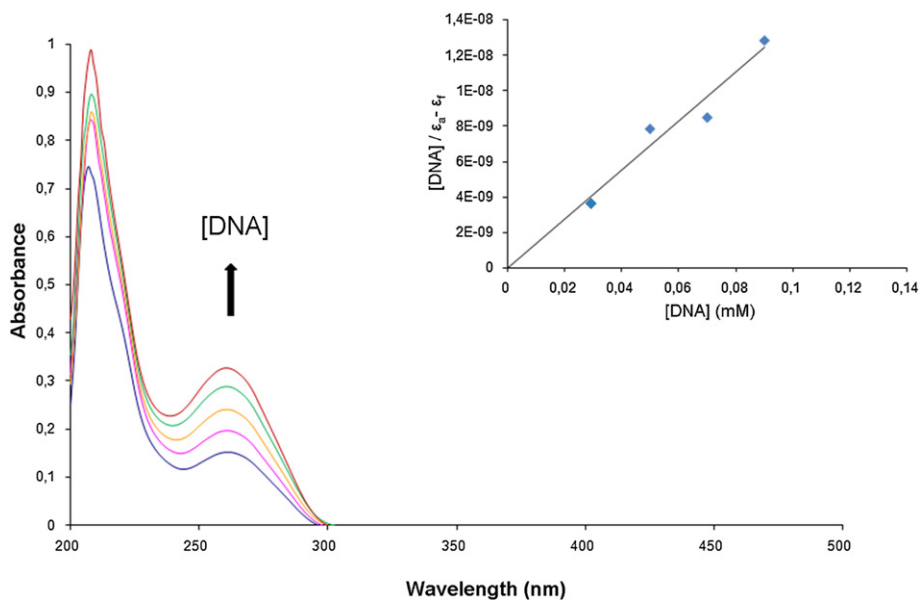 1
0,9
0,8
0,7
0,6
0,5
0,4
0,3
0,2
0,1
0
Absorbance
200
250
300
350
400
450
500
Wavelength (nm)
[DNA]
1,4E-08
1,2E-08
1E-08
8E-09
6E-09
4E-09
2E-09
0
[DNA] / εa- εf
0 0,02 0,04 0,06 0,08 0,1 0,12 0,14
[DNA] (mM)